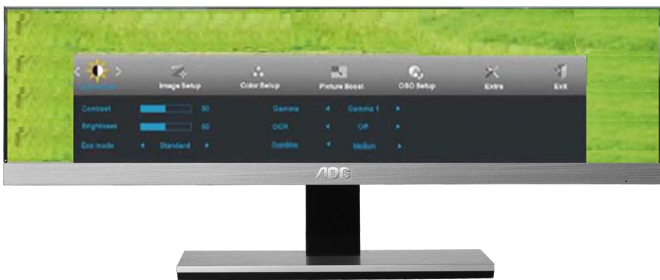 Luminance Image Setup Color Setup Picture Boost OSD Setup Extra Exit
Contrast 50 Gamma Gamma 1
Brightness 50 DCR Off
Eco mode Standard Overdrive Medium
AOC